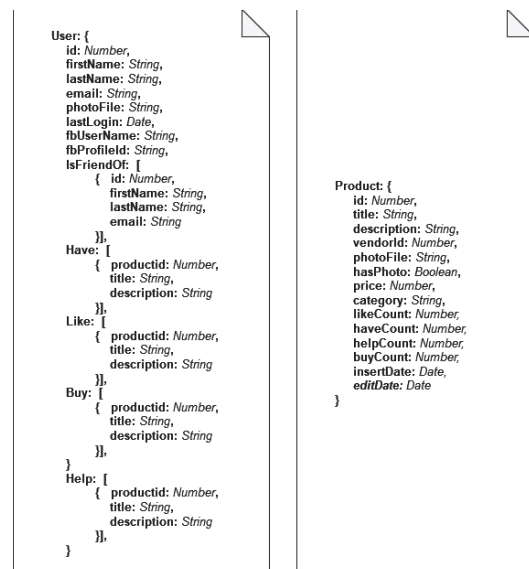 User: {
id: Number,
firstName: String,
lastName: String,
email: String,
photoFile: String,
lastLogin: Date,
fbUserName: String,
fbProfileId: String,
IsFriendOf: [
{ id: Number,
firstName: String,
lastName: String,
email: String
}],
Have: [
{ productid: Number,
title: String,
description: String
}],
Like: [
{ productid: Number,
title: String,
description: String
}],
Buy: [
{ productid: Number,
title: String,
description: String
}],
}
Help: [
{ productid: Number,
title: String,
description: String
}],
}
Product: {
id: Number,
title: String,
description: String,
vendorId: Number,
photoFile: String,
hasPhoto: Boolean,
price: Number,
category: String,
likeCount: Number,
haveCount: Number,
helpCount: Number,
buyCount: Number,
insertDate: Date,
editDate: Date
}